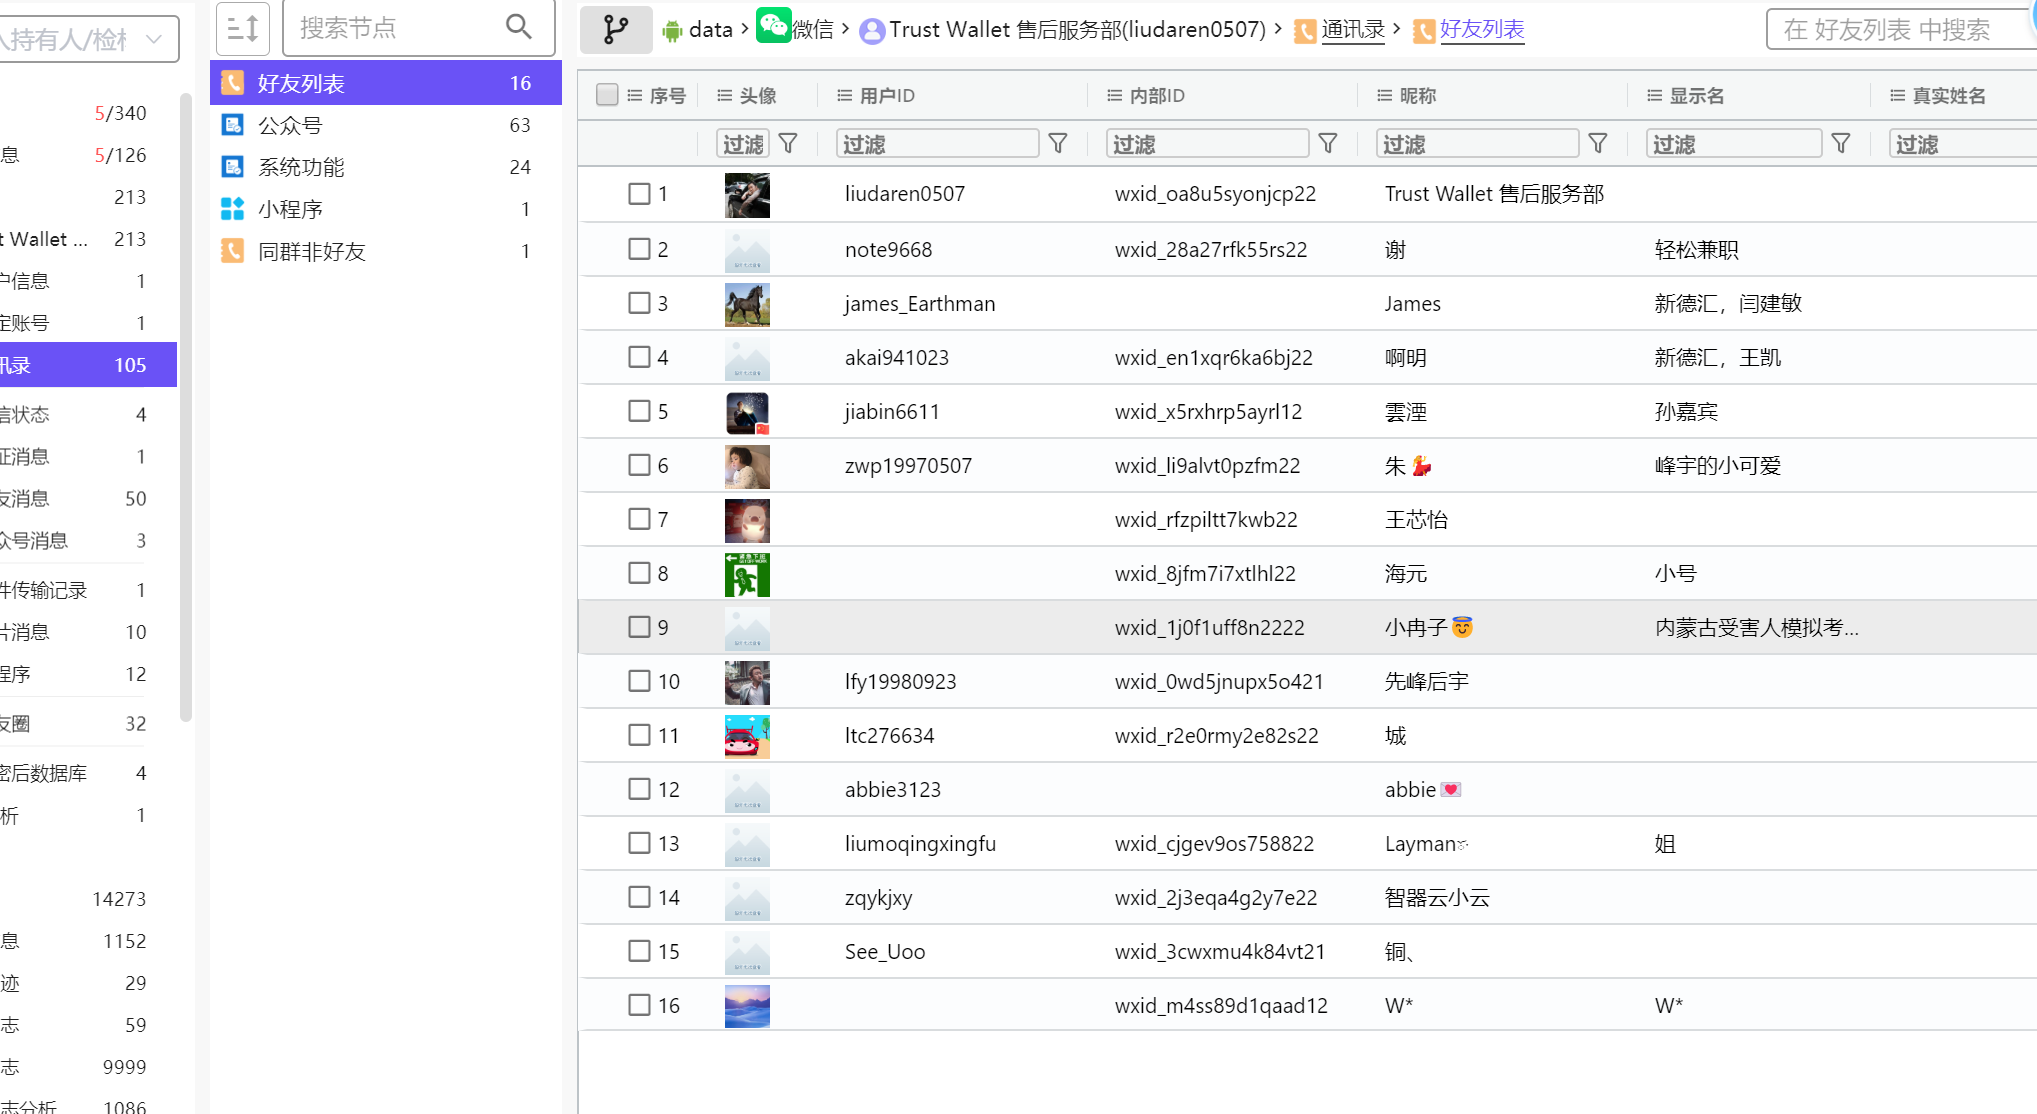 人持有人/检材
5/340
息 5/126
213
t Wallet ... 213
户信息 1
定账号 1
讯录 105
信状态 4
证消息 1
友消息 50
众号消息 3
件传输记录 1
片消息 10
程序 12
友圈 32
密后数据库 4
析 1
14273
息 1152
迹 29
志 59
志 9999
志分析 1086
搜索节点
好友列表 16
公众号 63
系统功能 24
小程序 1
同群非好友 1
data > 微信 > Trust Wallet 售后服务部(liudaren0507) > 通讯录 > 好友列表
在 好友列表 中搜索
序号 头像 用户ID 内部ID 昵称 显示名 真实姓名
过滤 过滤 过滤 过滤 过滤 过滤
1 liudaren0507 wxid_oa8u5syonjcp22 Trust Wallet 售后服务部
2 note9668 wxid_28a27rfk55rs22 谢 轻松兼职
3 james_Earthman James 新德汇，闫建敏
4 akai941023 wxid_en1xqr6ka6bj22 啊明 新德汇，王凯
5 jiabin6611 wxid_x5rxhrp5ayrl12 雲湮 孙嘉宾
6 zwp19970507 wxid_li9alvt0pzfm22 朱💃 峰宇的小可爱
7 wxid_rfzpiltt7kwb22 王芯怡
8 wxid_8jfm7i7xtlhl22 海元 小号
9 wxid_1j0f1uff8n2222 小冉子😇 内蒙古受害人模拟考...
10 lfy19980923 wxid_0wd5jnupx5o421 先峰后宇
11 ltc276634 wxid_r2e0rmy2e82s22 城
12 abbie3123 abbie💌
13 liumoqingxingfu wxid_cjgev9os758822 Layman 姐
14 zqykjxy wxid_2j3eqa4g2y7e22 智器云小云
15 See_Uoo wxid_3cwxmu4k84vt21 铜、
16 wxid_m4ss89d1qaad12 W* W*